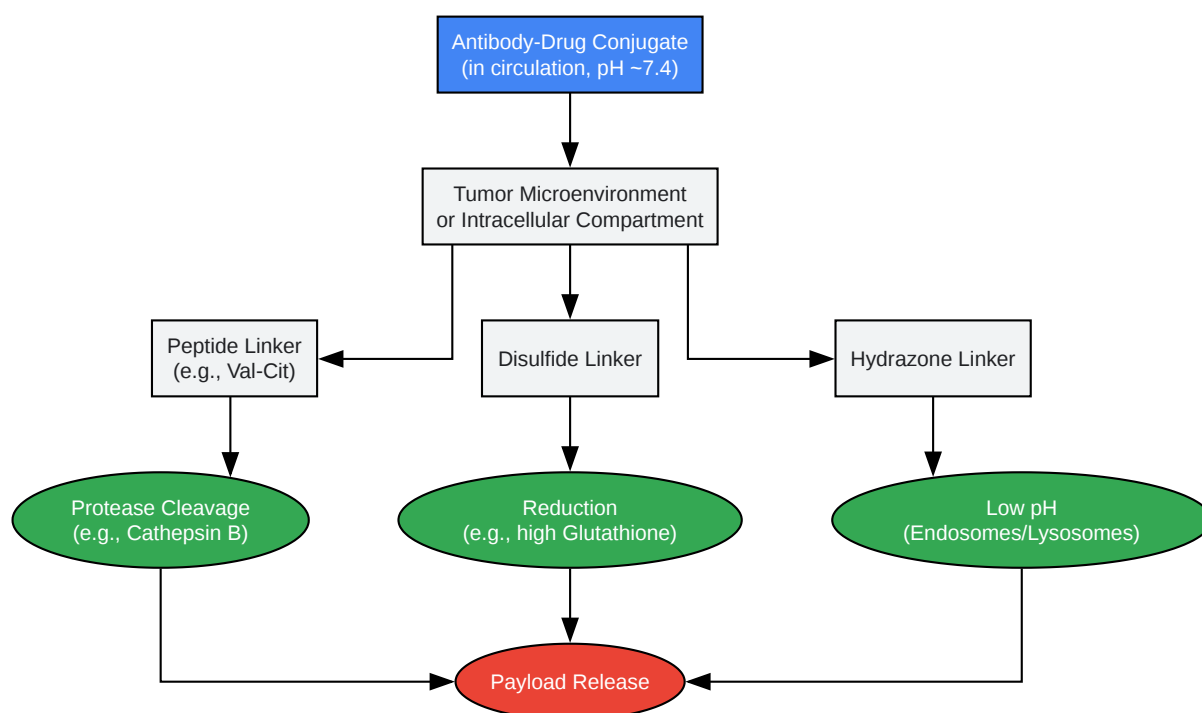 Antibody-Drug Conjugate
(in circulation, pH ~7.4)
Tumor Microenvironment
or Intracellular Compartment
Peptide Linker
(e.g., Val-Cit)
Disulfide Linker
Hydrazone Linker
Protease Cleavage
(e.g., Cathepsin B)
Reduction
(e.g., high Glutathione)
Low pH
(Endosomes/Lysosomes)
Payload Release